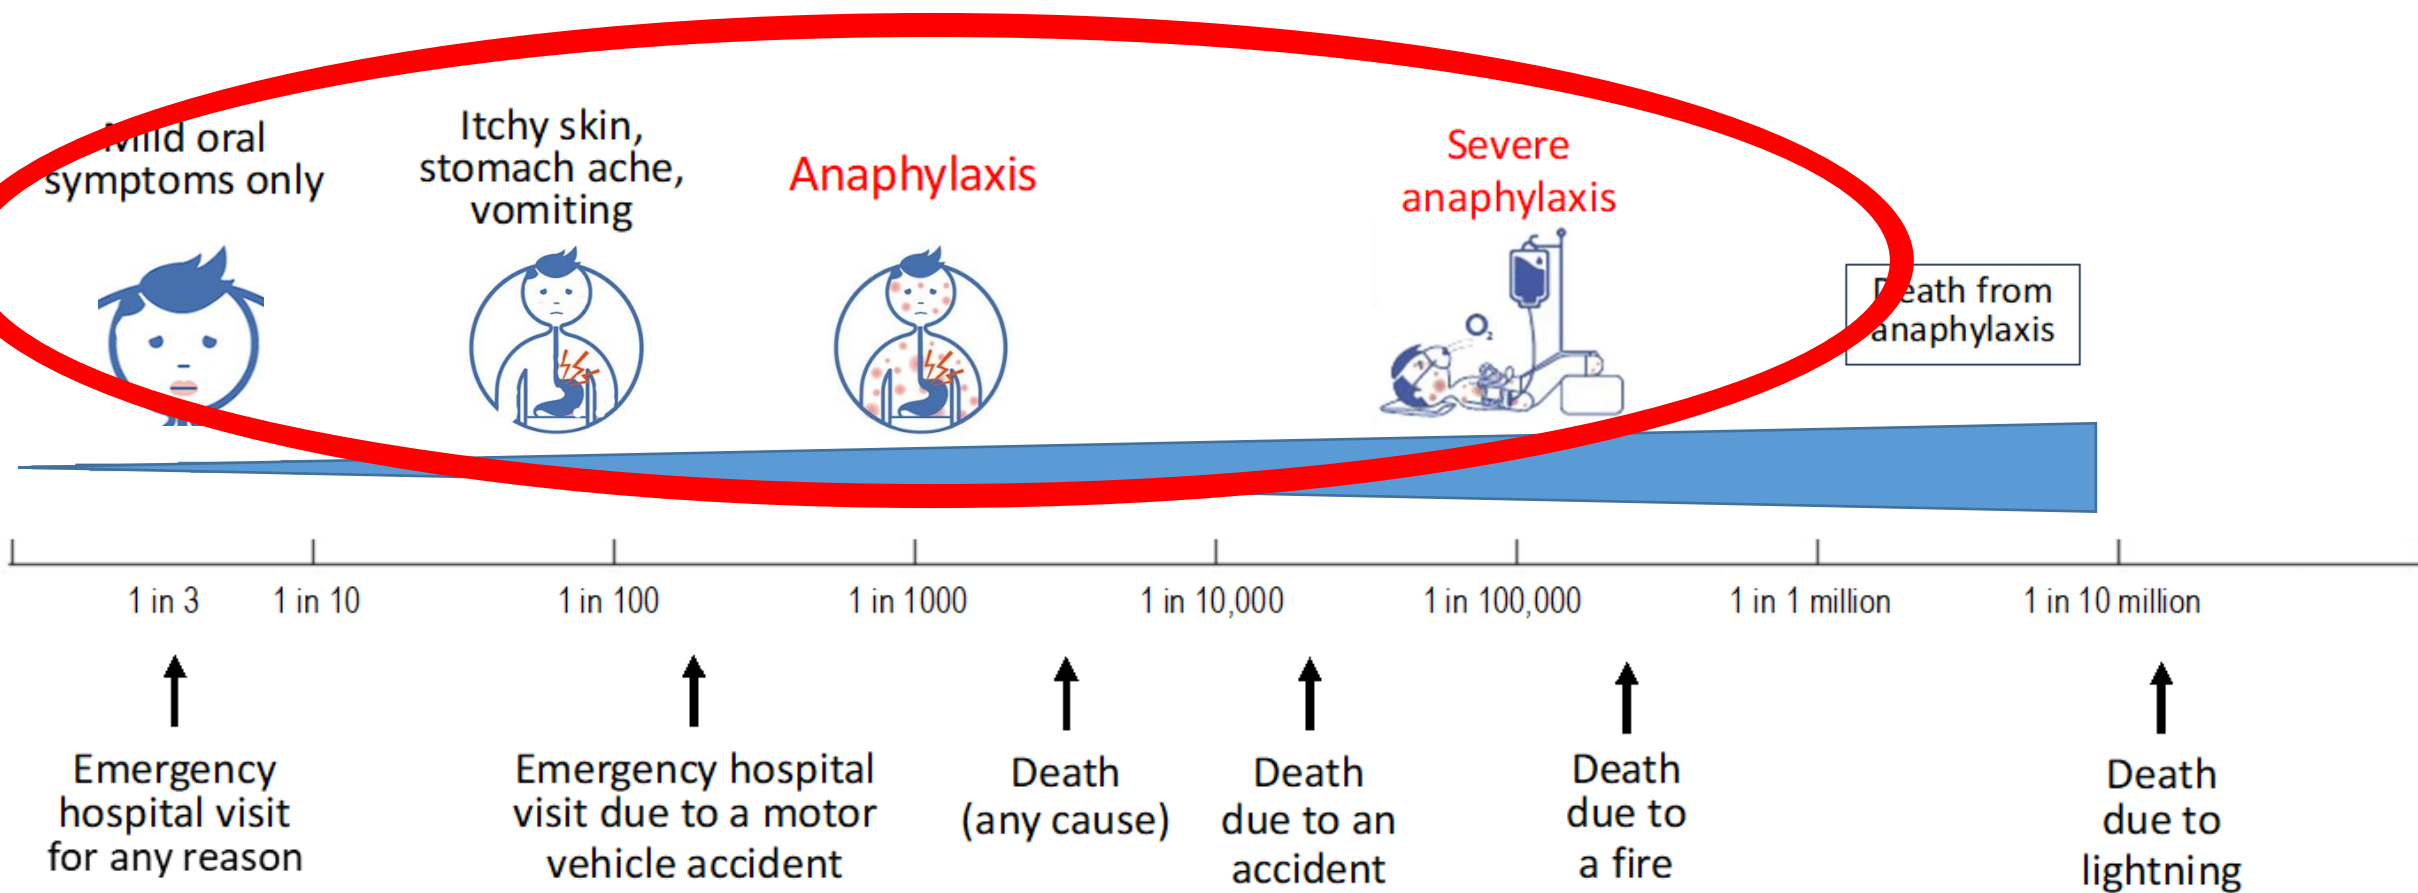 Mild oral
symptoms only
Itchy skin,
stomach ache,
vomiting
Anaphylaxis
Severe
anaphylaxis
Death from
anaphylaxis
O2
1 in 3
1 in 10
1 in 100
1 in 1000
1 in 10,000
1 in 100,000
1 in 1 million
1 in 10 million
Emergency
hospital visit
for any reason
Emergency hospital
visit due to a motor
vehicle accident
Death
(any cause)
Death
due to an
accident
Death
due to
a fire
Death
due to
lightning